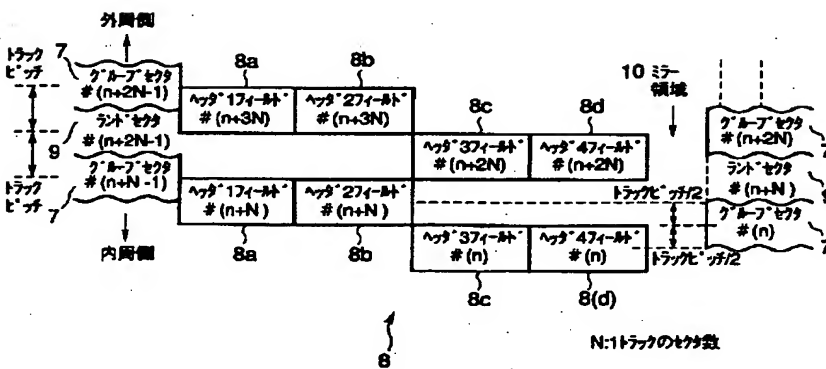 外周側
トラック
ピッチ
7
グルーブセクタ
#(n+2N-1)
ランドセクタ
#(n+2N-1)
9
グルーブセクタ
#(n+N-1)
トラック
ピッチ
7
内周側
8a
8b
ヘッダ1フィールド
#(n+3N)
ヘッダ2フィールド
#(n+3N)
8c
8d
ヘッダ3フィールド
#(n+2N)
ヘッダ4フィールド
#(n+2N)
ヘッダ1フィールド
#(n+N)
ヘッダ2フィールド
#(n+N)
8a
8b
ヘッダ3フィールド
#(n)
ヘッダ4フィールド
#(n)
8c
8(d)
10 ミラー
領域
トラックピッチ/2
トラックピッチ/2
グルーブセクタ
#(n+2N)
ランドセクタ
#(n+N)
グルーブセクタ
#(n)
8
N:1トラックのセクタ数